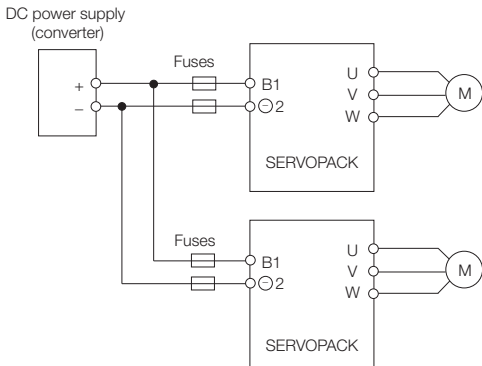 DC power supply
(converter)
+
−
Fuses
B1
⊖2
U
V
W
M
SERVOPACK
Fuses
B1
⊖2
U
V
W
M
SERVOPACK